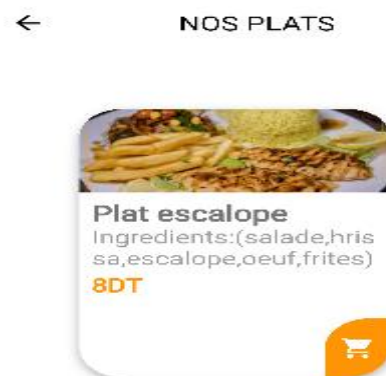 NOS PLATS
Plat escalope
Ingredients:(salade,hris
sa,escalope,oeuf,frites)
8DT